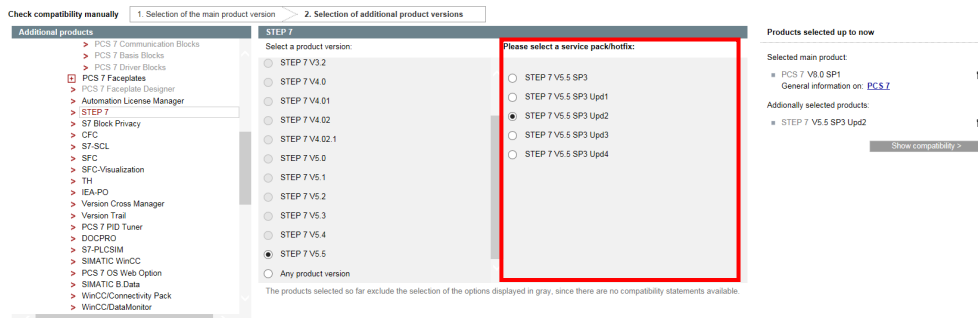 Check compatibility manually
1. Selection of the main product version
2. Selection of additional product versions
Additional products
> PCS 7 Communication Blocks
> PCS 7 Basis Blocks
> PCS 7 Driver Blocks
PCS 7 Faceplates
> PCS 7 Faceplate Designer
> Automation License Manager
> STEP 7
> S7 Block Privacy
> CFC
> S7-SCL
> SFC
> SFC-Visualization
> TH
> IEA-PO
> Version Cross Manager
> Version Trail
> PCS 7 PID Tuner
> DOCPRO
> S7-PLCSIM
> SIMATIC WinCC
> PCS 7 OS Web Option
> SIMATIC B.Data
> WinCC/Connectivity Pack
> WinCC/DataMonitor
STEP 7
Select a product version:
STEP 7 V3.2
STEP 7 V4.0
STEP 7 V4.01
STEP 7 V4.02
STEP 7 V4.02.1
STEP 7 V5.0
STEP 7 V5.1
STEP 7 V5.2
STEP 7 V5.3
STEP 7 V5.4
STEP 7 V5.5
Any product version
Please select a service pack/hotfix:
STEP 7 V5.5 SP3
STEP 7 V5.5 SP3 Upd1
STEP 7 V5.5 SP3 Upd2
STEP 7 V5.5 SP3 Upd3
STEP 7 V5.5 SP3 Upd4
The products selected so far exclude the selection of the options displayed in gray, since there are no compatibility statements available.
Products selected up to now
Selected main product:
PCS 7 V8.0 SP1
General information on: PCS 7
Addionally selected products:
STEP 7 V5.5 SP3 Upd2
Show compatibility >